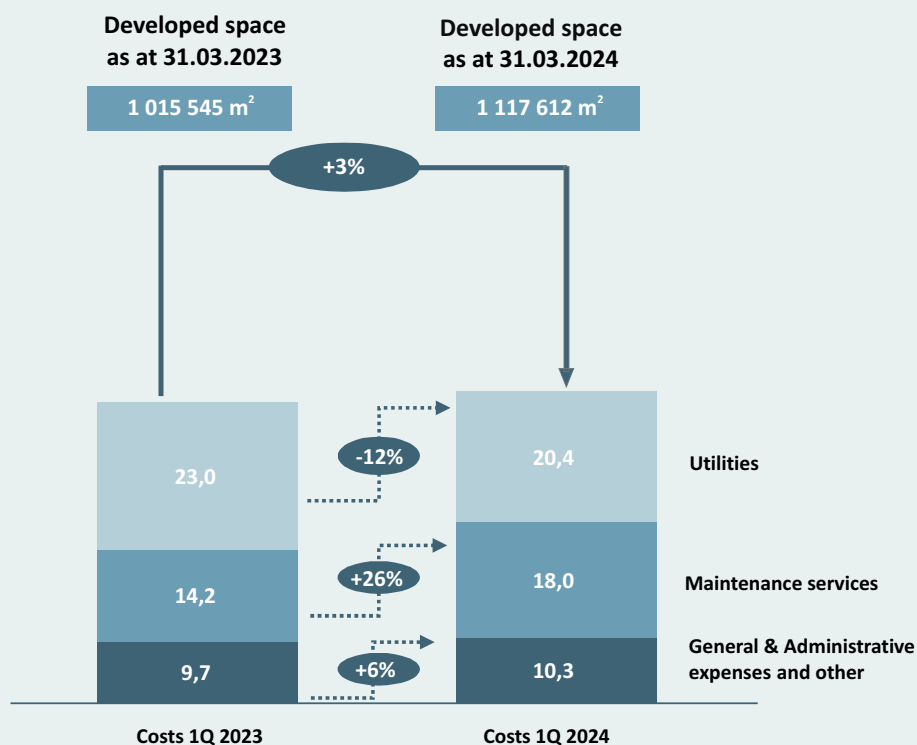 Developed space
as at 31.03.2023
Developed space
as at 31.03.2024
1 015 545 m²
1 117 612 m²
+3%
-12%
23,0
20,4
Utilities
+26%
14,2
18,0
Maintenance services
+6%
9,7
10,3
General & Administrative
expenses and other
Costs 1Q 2023
Costs 1Q 2024